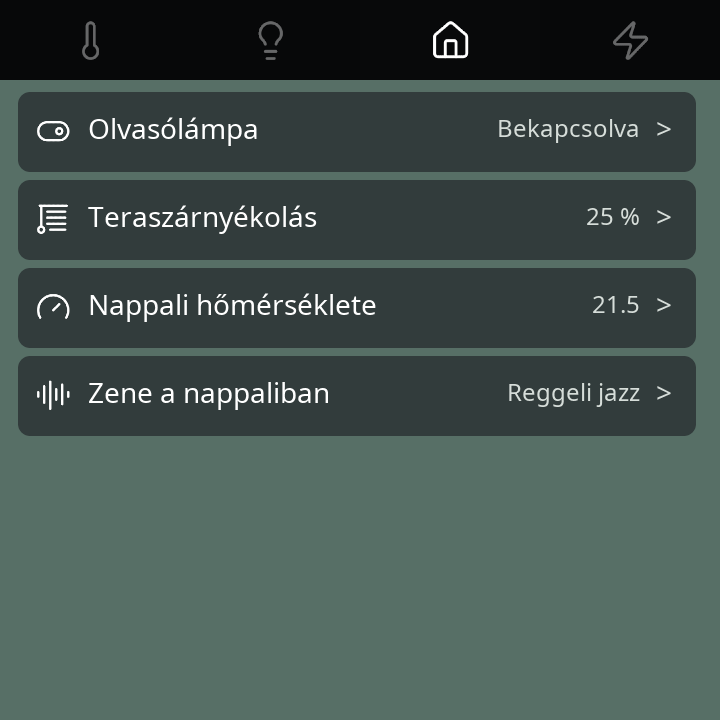 Olvasólámpa Bekapcsolva >
Teraszárnyékolás 25 % >
Nappali hőmérséklete 21.5 >
Zene a nappaliban Reggeli jazz >